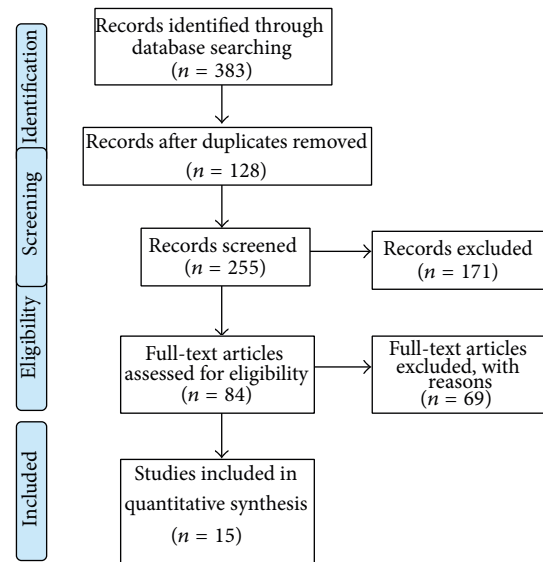 Identification
Screening
Eligibility
Included
Records identified through
database searching
(n = 383)
Records after duplicates removed
(n = 128)
Records screened
(n = 255)
Records excluded
(n = 171)
Full-text articles
assessed for eligibility
(n = 84)
Full-text articles
excluded, with
reasons
(n = 69)
Studies included in
quantitative synthesis
(n = 15)